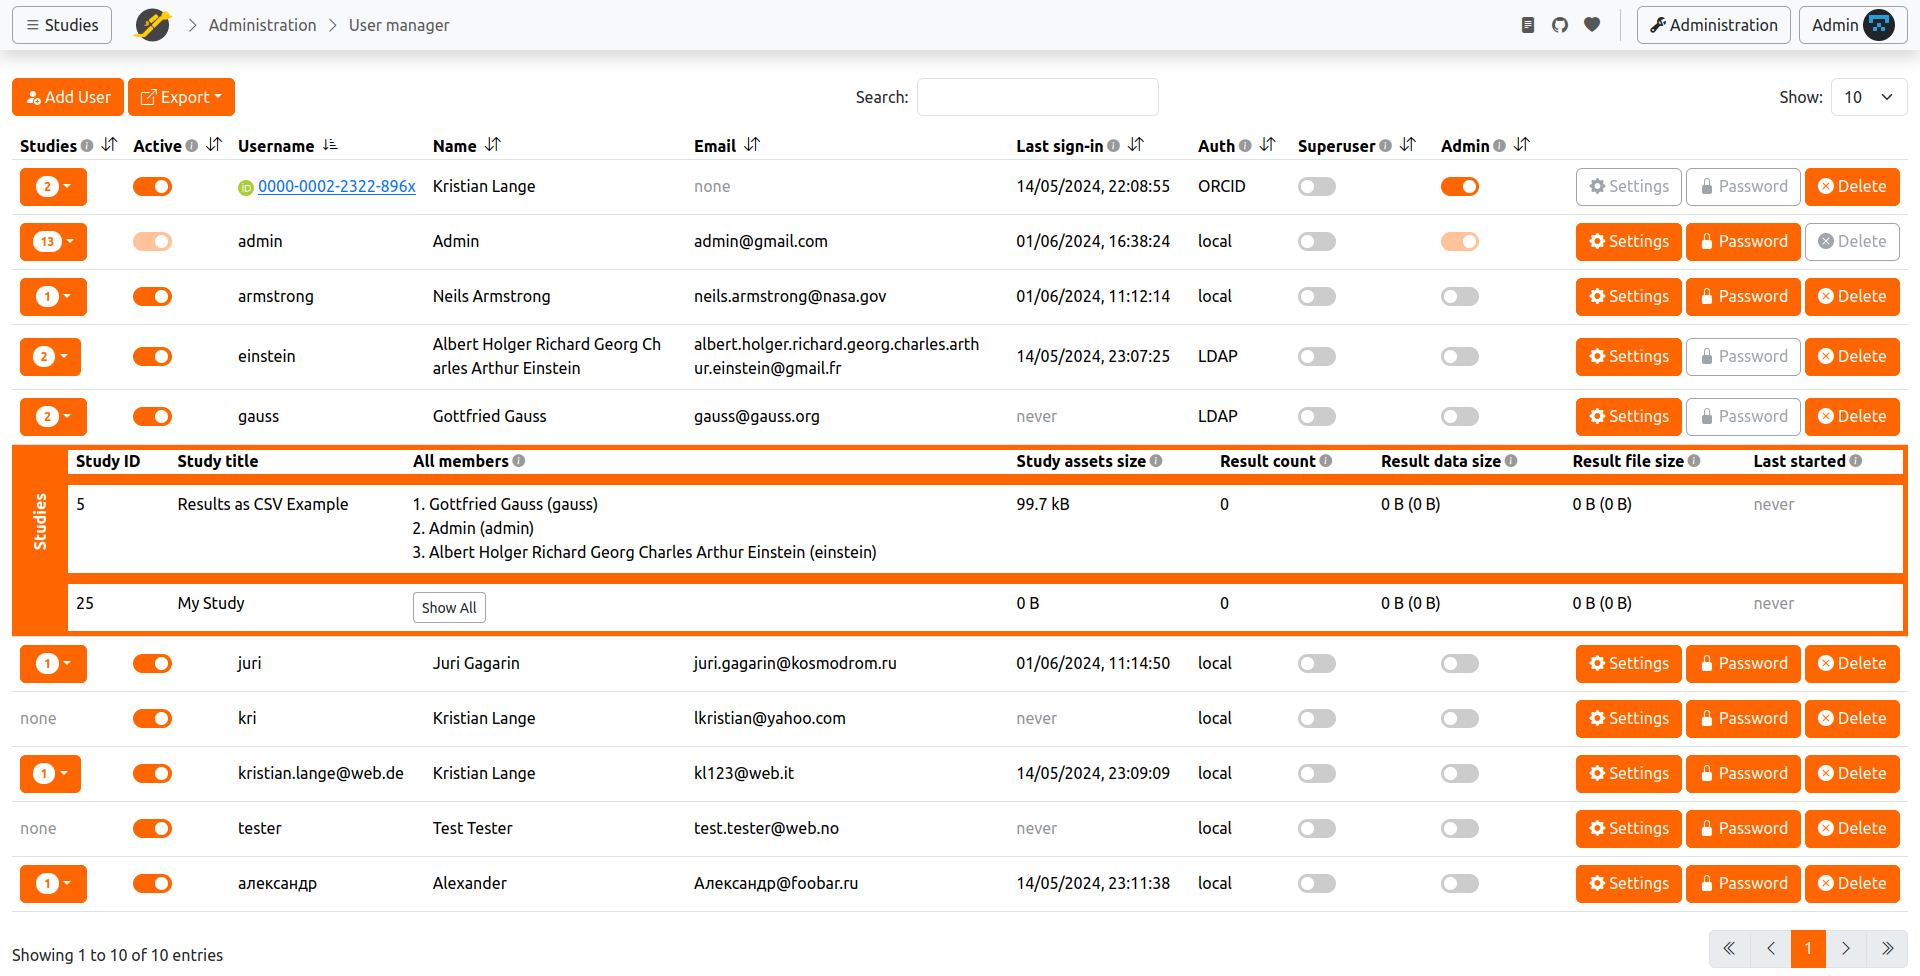 Studies Administration User manager Administration Admin
Add User Export Search: Show: 10
Studies Active Username Name Email Last sign-in Auth Superuser Admin
2 iD 0000-0002-2322-896x Kristian Lange none 14/05/2024, 22:08:55 ORCID Settings Password Delete
13 admin Admin admin@gmail.com 01/06/2024, 16:38:24 local Settings Password Delete
1 armstrong Neils Armstrong neils.armstrong@nasa.gov 01/06/2024, 11:12:14 local Settings Password Delete
2 einstein Albert Holger Richard Georg Ch albert.holger.richard.georg.charles.arth 14/05/2024, 23:07:25 LDAP Settings Password Delete
arles Arthur Einstein ur.einstein@gmail.fr
2 gauss Gottfried Gauss gauss@gauss.org never LDAP Settings Password Delete
Studies
Study ID Study title All members Study assets size Result count Result data size Result file size Last started
5 Results as CSV Example 1. Gottfried Gauss (gauss) 99.7 kB 0 0 B (0 B) 0 B (0 B) never
2. Admin (admin)
3. Albert Holger Richard Georg Charles Arthur Einstein (einstein)
25 My Study Show All 0 B 0 0 B (0 B) 0 B (0 B) never
1 juri Juri Gagarin juri.gagarin@kosmodrom.ru 01/06/2024, 11:14:50 local Settings Password Delete
none kri Kristian Lange lkristian@yahoo.com never local Settings Password Delete
1 kristian.lange@web.de Kristian Lange kl123@web.it 14/05/2024, 23:09:09 local Settings Password Delete
none tester Test Tester test.tester@web.no never local Settings Password Delete
1 александр Alexander Александр@foobar.ru 14/05/2024, 23:11:38 local Settings Password Delete
Showing 1 to 10 of 10 entries « ‹ 1 › »